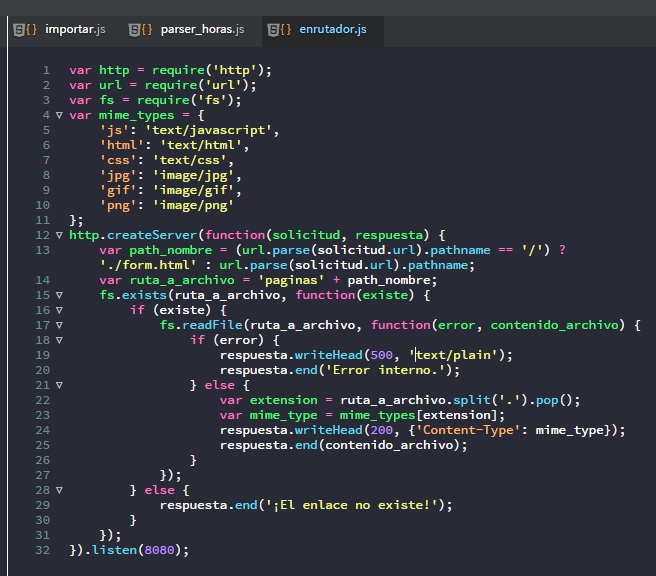 importar.js parser_horas.js enrutador.js
1 var http = require('http');
2 var url = require('url');
3 var fs = require('fs');
4 var mime_types = {
5 'js': 'text/javascript',
6 'html': 'text/html',
7 'css': 'text/css',
8 'jpg': 'image/jpg',
9 'gif': 'image/gif',
10 'png': 'image/png'
11 };
12 http.createServer(function(solicitud, respuesta) {
13 var path_nombre = (url.parse(solicitud.url).pathname == '/') ?
'./form.html' : url.parse(solicitud.url).pathname;
14 var ruta_a_archivo = 'paginas' + path_nombre;
15 fs.exists(ruta_a_archivo, function(existe) {
16 if (existe) {
17 fs.readFile(ruta_a_archivo, function(error, contenido_archivo) {
18 if (error) {
19 respuesta.writeHead(500, 'text/plain');
20 respuesta.end('Error interno.');
21 } else {
22 var extension = ruta_a_archivo.split('.').pop();
23 var mime_type = mime_types[extension];
24 respuesta.writeHead(200, {'Content-Type': mime_type});
25 respuesta.end(contenido_archivo);
26 }
27 });
28 } else {
29 respuesta.end('¡El enlace no existe!');
30 }
31 });
32 }).listen(8080);